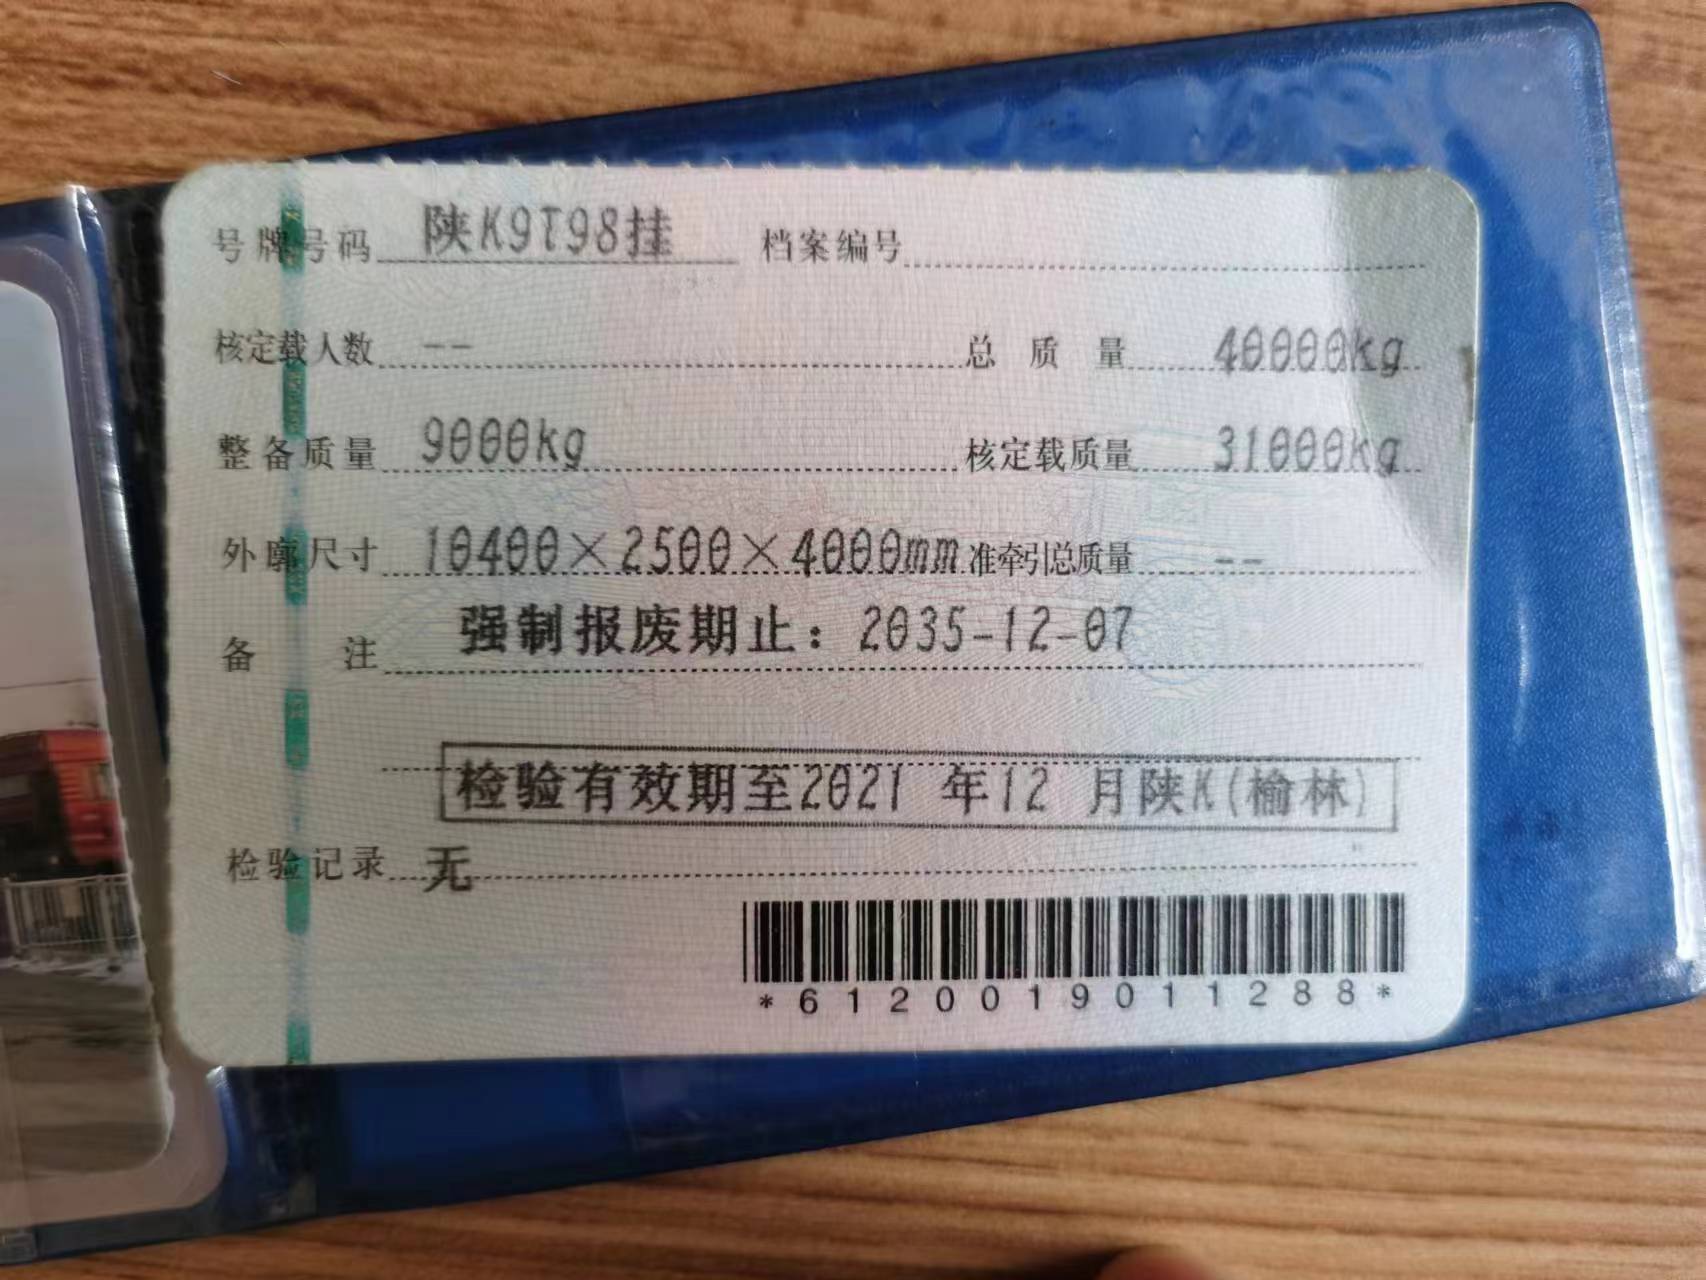 号牌号码 陕K9T98挂 档案编号
核定载人数 -- 总质量 40000kg
整备质量 9000kg 核定载质量 31000kg
外廓尺寸 10400×2500×4000mm 准牵引总质量 --
备注 强制报废期止：2035-12-07
检验有效期至2021 年12 月陕K(榆林)
检验记录 无
*6120019011288*